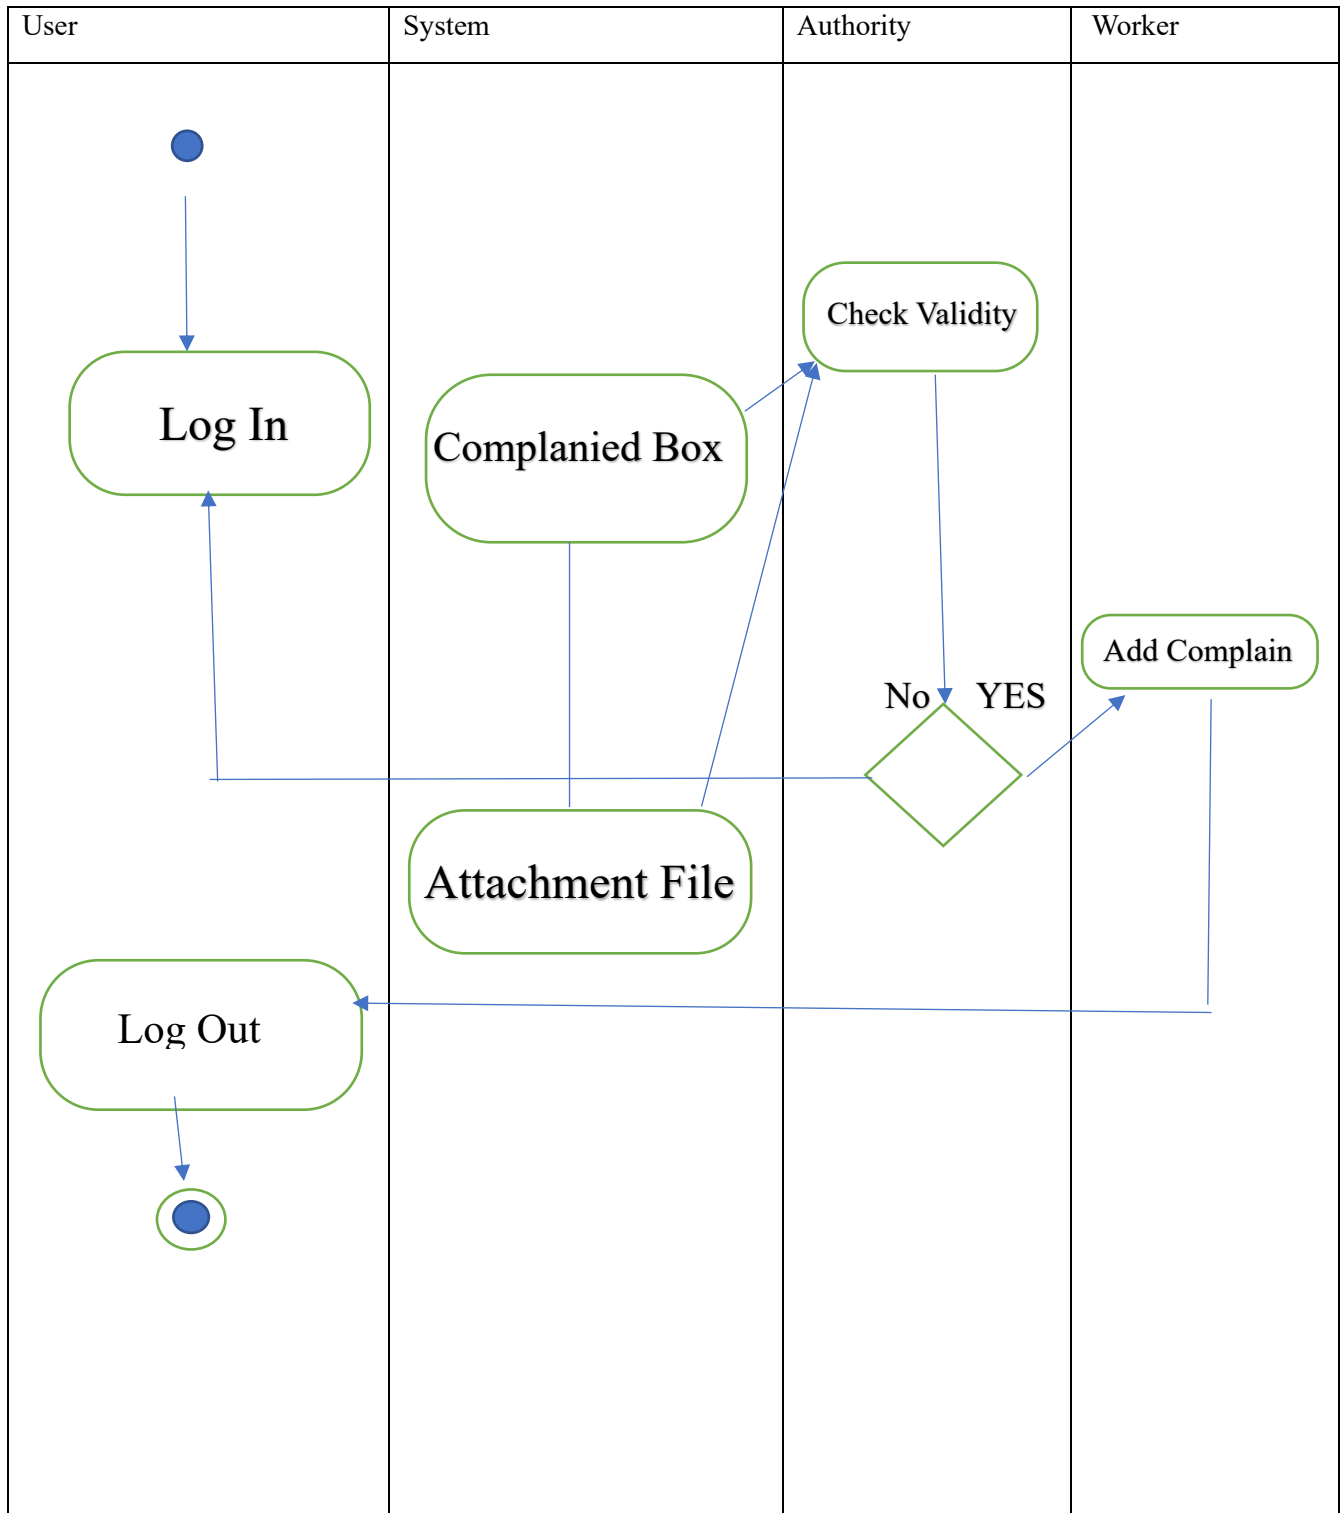 User
System
Authority
Worker
Check Validity
Log In
Complanied Box
Add Complain
No
YES
Attachment File
Log Out